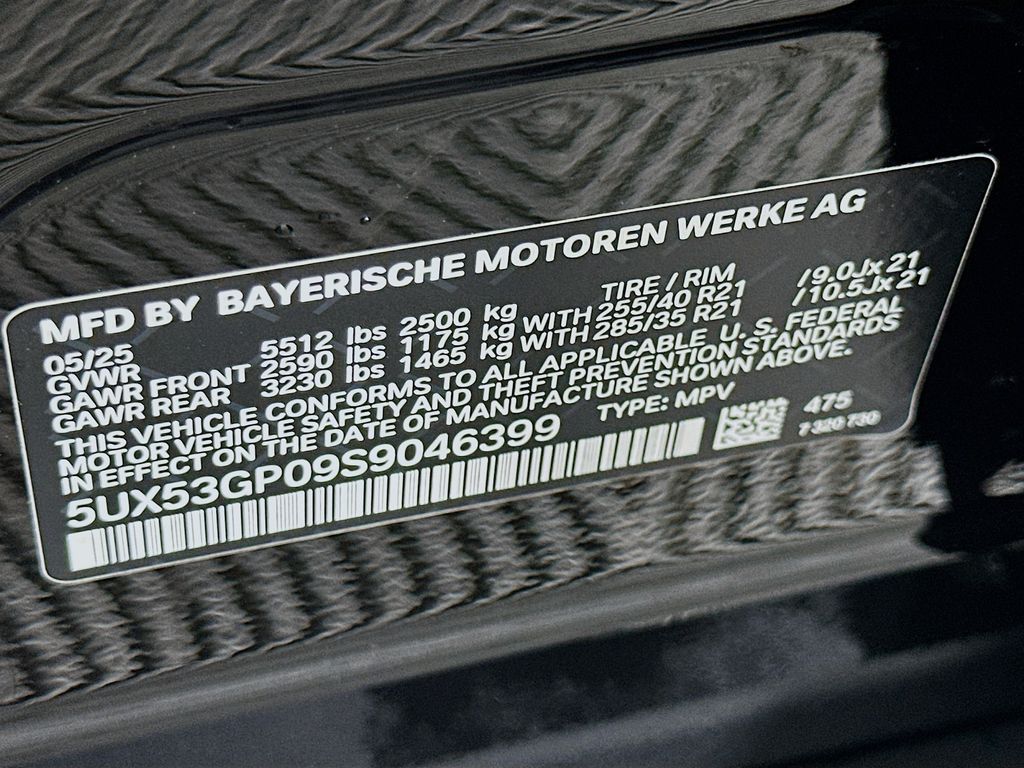 MFD BY BAYERISCHE MOTOREN WERKE AG
05/25 TIRE / RIM
GVWR 5512 lbs 2500 kg
GAWR FRONT 2590 lbs 1175 kg WITH 255/40 R21 /9.0Jx 21
GAWR REAR 3230 lbs 1465 kg WITH 285/35 R21 /10.5Jx 21
THIS VEHICLE CONFORMS TO ALL APPLICABLE U. S. FEDERAL
MOTOR VEHICLE SAFETY AND THEFT PREVENTION STANDARDS
IN EFFECT ON THE DATE OF MANUFACTURE SHOWN ABOVE.
5UX53GP09S9046399 TYPE: MPV
475
7 320 730